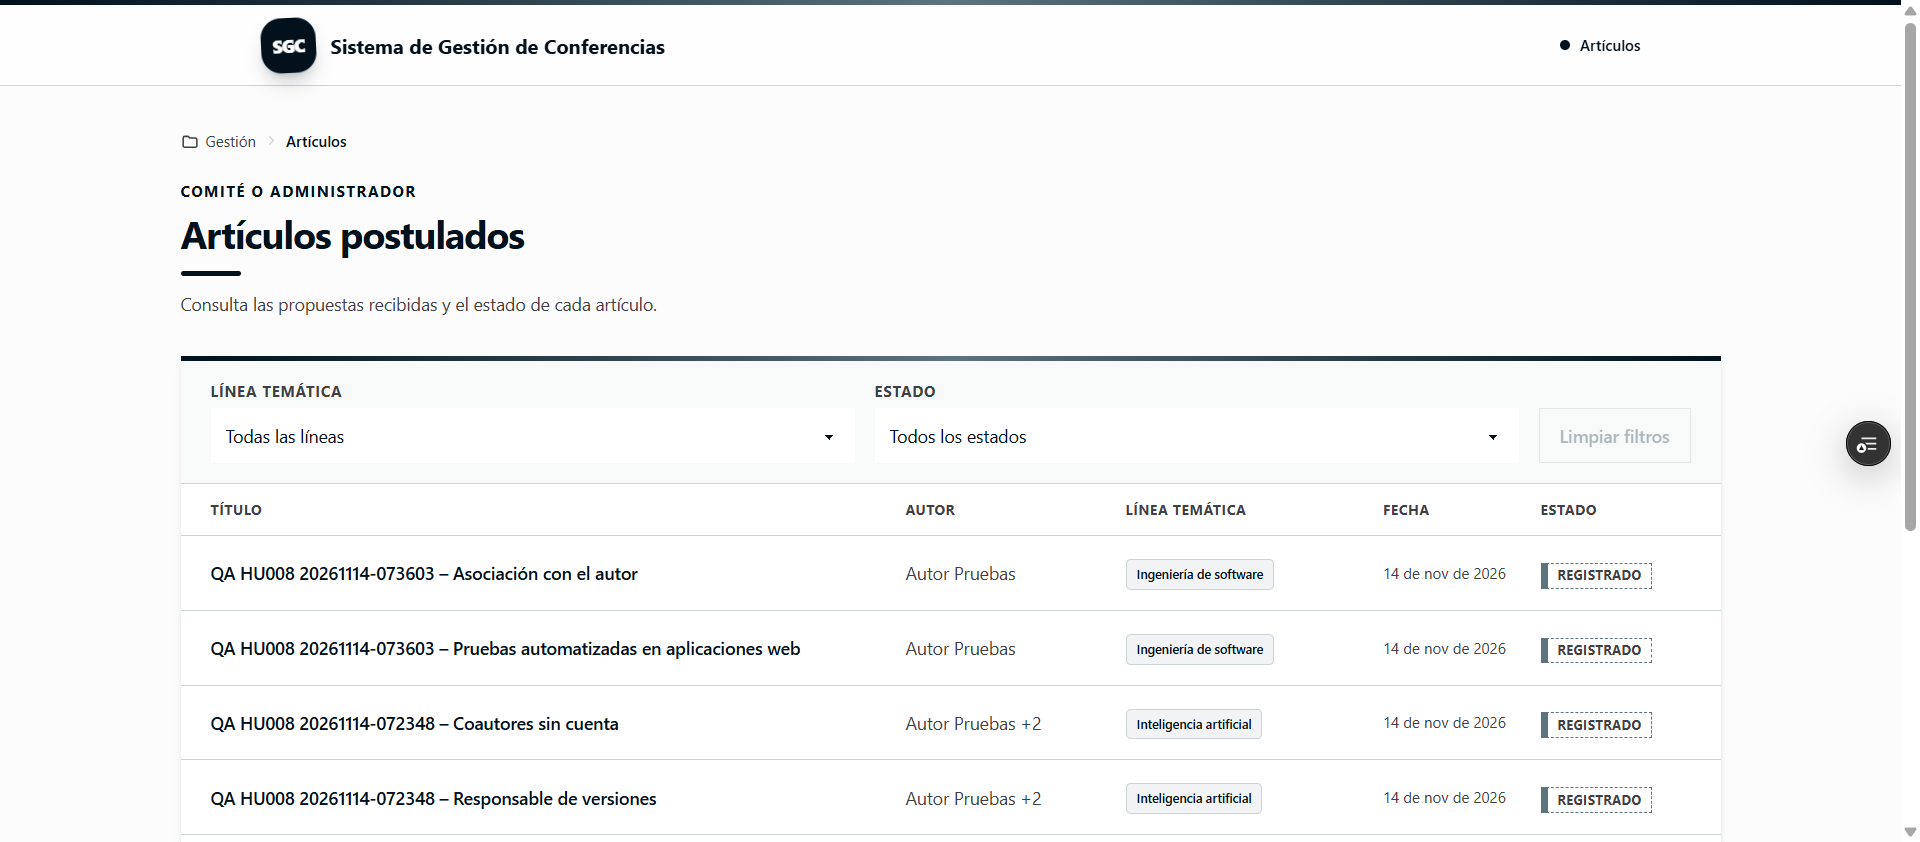 SGC Sistema de Gestión de Conferencias
Artículos
Gestión > Artículos
COMITÉ O ADMINISTRADOR
Artículos postulados
Consulta las propuestas recibidas y el estado de cada artículo.
LÍNEA TEMÁTICA ESTADO
Todas las líneas Todos los estados Limpiar filtros
TÍTULO AUTOR LÍNEA TEMÁTICA FECHA ESTADO
QA HU008 20261114-073603 – Asociación con el autor Autor Pruebas Ingeniería de software 14 de nov de 2026 REGISTRADO
QA HU008 20261114-073603 – Pruebas automatizadas en aplicaciones web Autor Pruebas Ingeniería de software 14 de nov de 2026 REGISTRADO
QA HU008 20261114-072348 – Coautores sin cuenta Autor Pruebas +2 Inteligencia artificial 14 de nov de 2026 REGISTRADO
QA HU008 20261114-072348 – Responsable de versiones Autor Pruebas +2 Inteligencia artificial 14 de nov de 2026 REGISTRADO